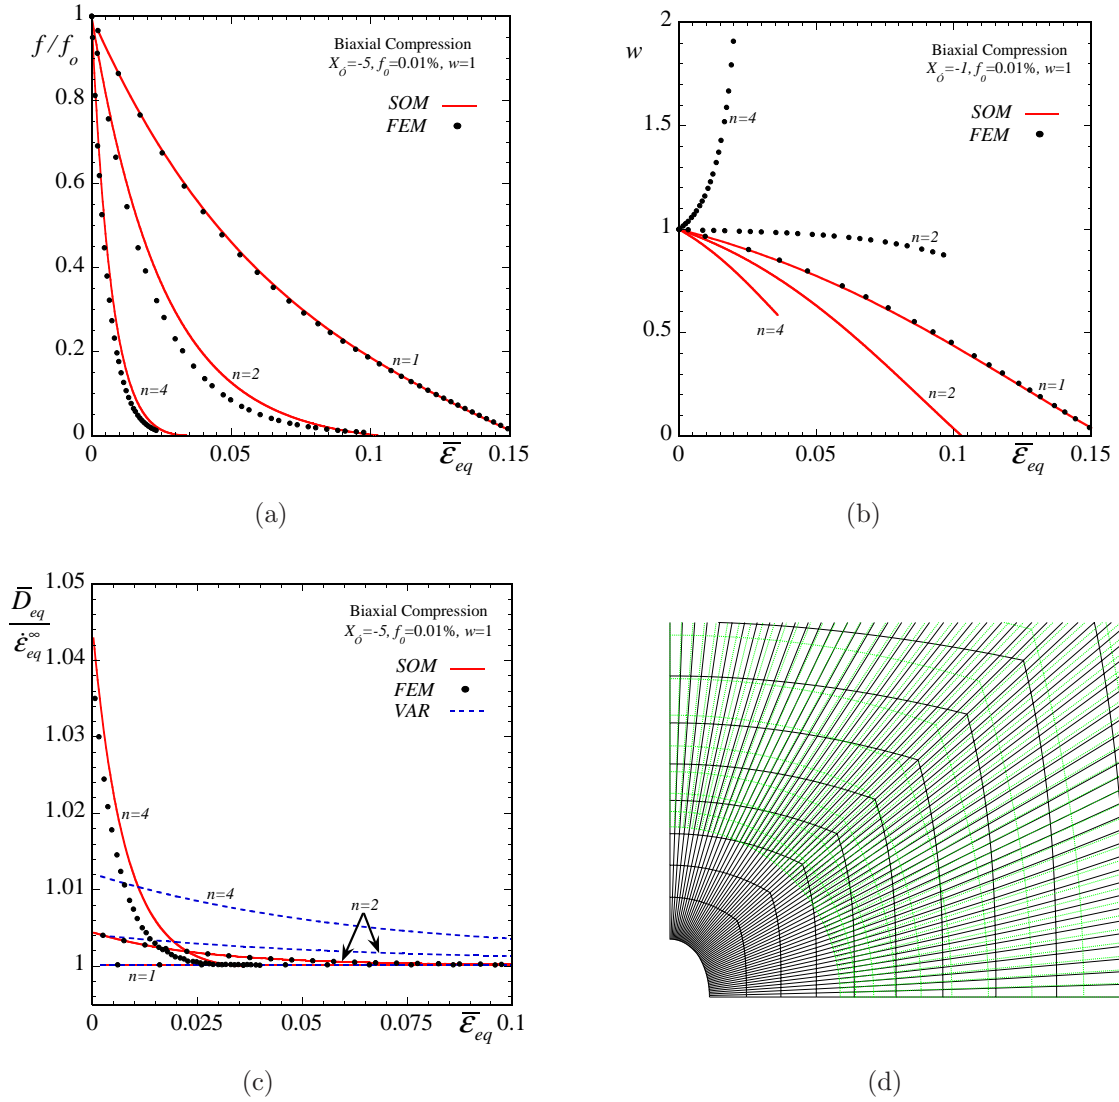 1
f/f_o
0.8
0.6
0.4
0.2
0
Biaxial Compression
X_ό=-5, f_0=0.01%, w=1
SOM
FEM
n=1
n=2
n=4
0 0.05 0.1 0.15
ε̅_eq
(a)
2
w
1.5
1
0.5
0
Biaxial Compression
X_ό=-1, f_0=0.01%, w=1
SOM
FEM
n=4
n=2
n=4
n=2
n=1
0 0.05 0.1 0.15
ε̅_eq
(b)
1.05
D̅_eq
ε̇^∞_eq
1.04
1.03
1.02
1.01
1
Biaxial Compression
X_ό=-5, f_0=0.01%, w=1
SOM
FEM
VAR
n=4
n=4
n=2
n=1
0 0.025 0.05 0.075 0.1
ε̅_eq
(c)
(d)